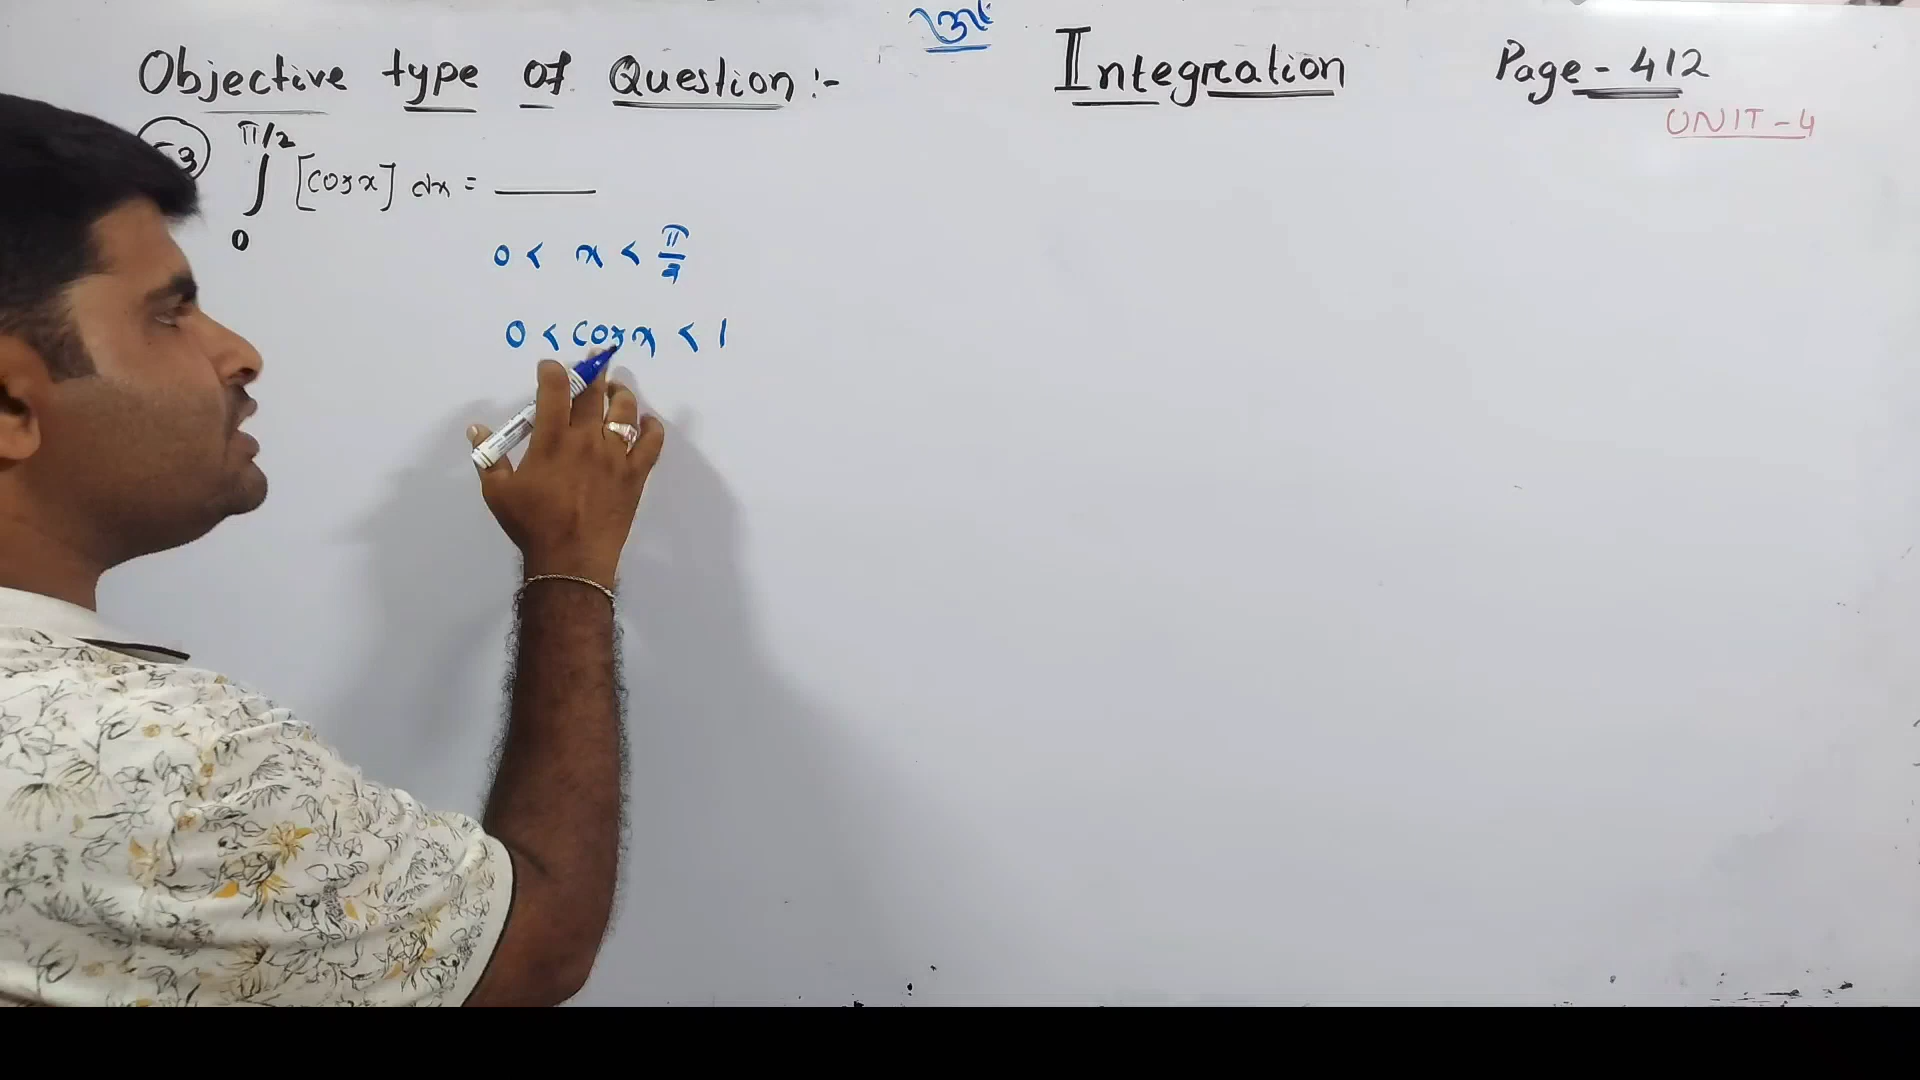 Objective type of Question :-
Integration
Page - 412
UNIT - 4
π/2
∫ [cos x] dx = ______
0
0 < x < π/2
0 < cos x < 1